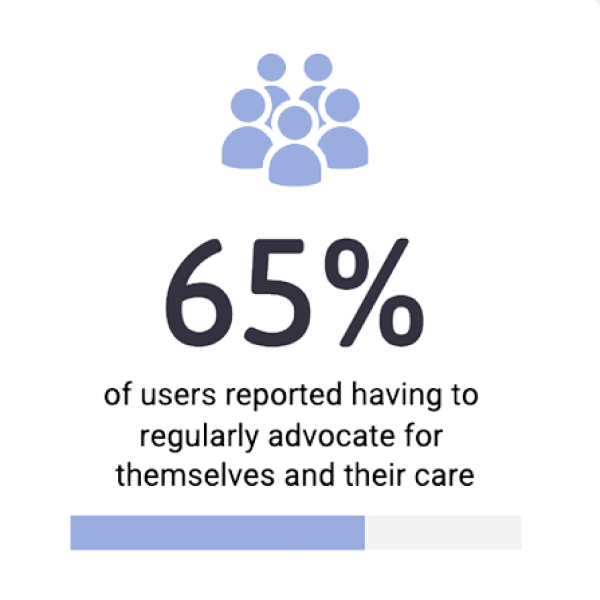 65%
of users reported having to
regularly advocate for
themselves and their care